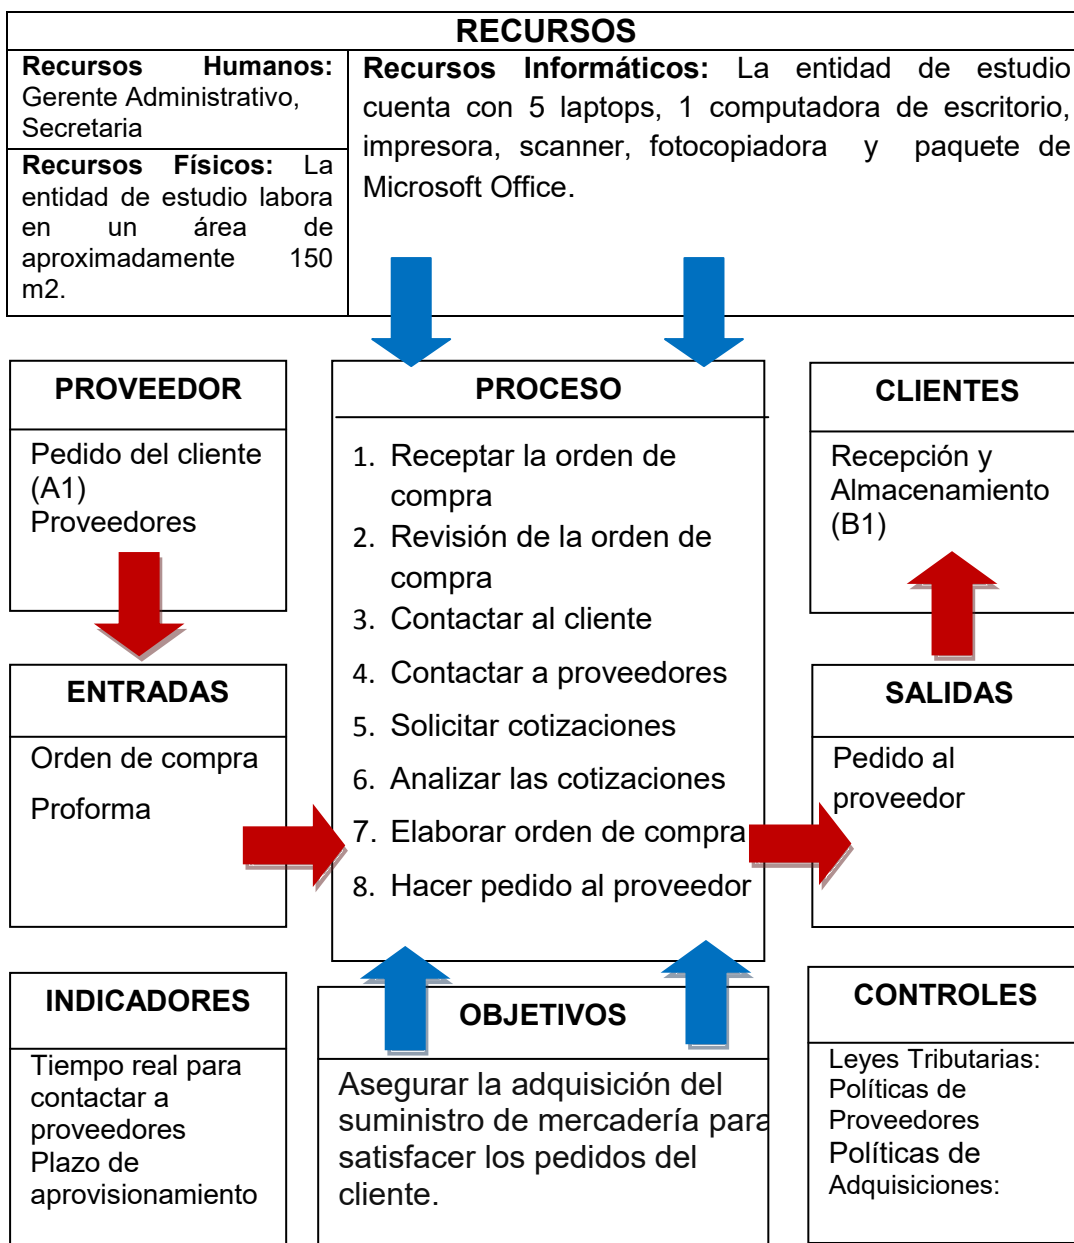 RECURSOS
Recursos Humanos:
Gerente Administrativo,
Secretaria
Recursos Físicos: La
entidad de estudio labora
en un área de
aproximadamente 150
m2.
Recursos Informáticos: La entidad de estudio
cuenta con 5 laptops, 1 computadora de escritorio,
impresora, scanner, fotocopiadora y paquete de
Microsoft Office.
PROVEEDOR
Pedido del cliente
(A1)
Proveedores
ENTRADAS
Orden de compra
Proforma
PROCESO
1. Receptar la orden de
compra
2. Revisión de la orden de
compra
3. Contactar al cliente
4. Contactar a proveedores
5. Solicitar cotizaciones
6. Analizar las cotizaciones
7. Elaborar orden de compra
8. Hacer pedido al proveedor
CLIENTES
Recepción y
Almacenamiento
(B1)
SALIDAS
Pedido al
proveedor
INDICADORES
Tiempo real para
contactar a
proveedores
Plazo de
aprovisionamiento
OBJETIVOS
Asegurar la adquisición del
suministro de mercadería para
satisfacer los pedidos del
cliente.
CONTROLES
Leyes Tributarias:
Políticas de
Proveedores
Políticas de
Adquisiciones: